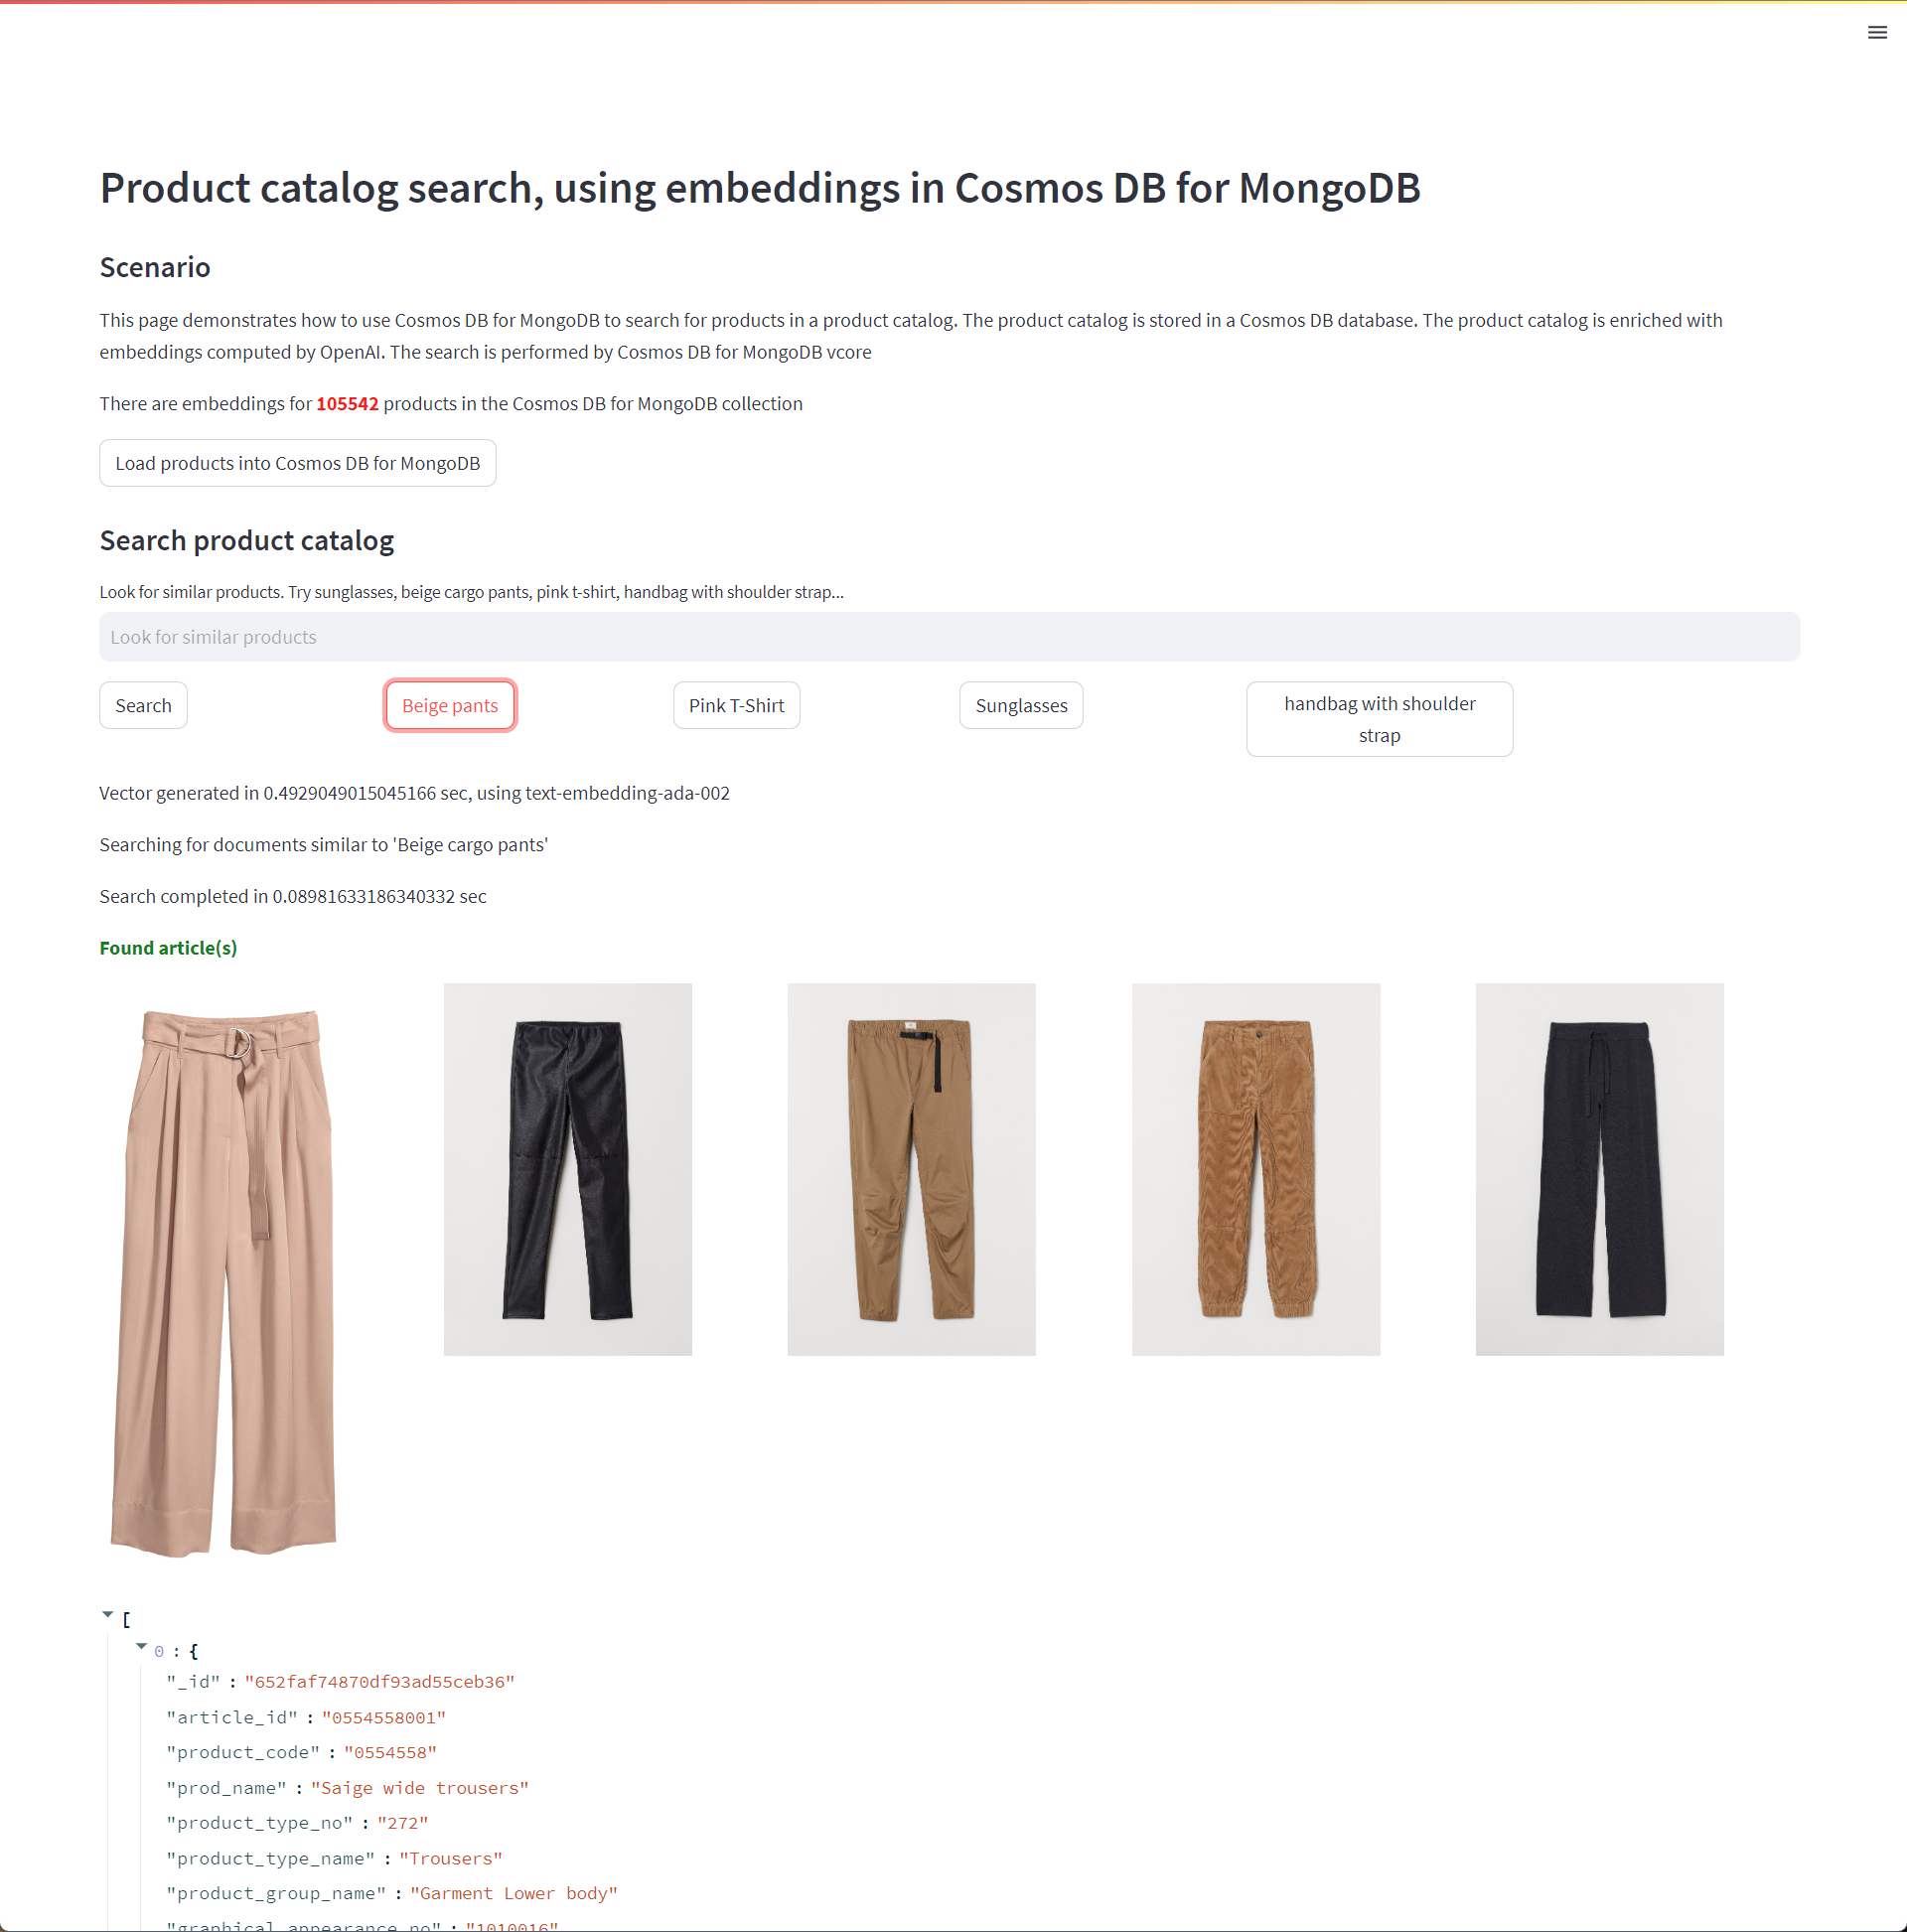 Product catalog search, using embeddings in Cosmos DB for MongoDB
Scenario
This page demonstrates how to use Cosmos DB for MongoDB to search for products in a product catalog. The product catalog is stored in a Cosmos DB database. The product catalog is enriched with
embeddings computed by OpenAI. The search is performed by Cosmos DB for MongoDB vcore
There are embeddings for 105542 products in the Cosmos DB for MongoDB collection
Load products into Cosmos DB for MongoDB
Search product catalog
Look for similar products. Try sunglasses, beige cargo pants, pink t-shirt, handbag with shoulder strap...
Look for similar products
Search
Beige pants
Pink T-Shirt
Sunglasses
handbag with shoulder
strap
Vector generated in 0.4929049015045166 sec, using text-embedding-ada-002
Searching for documents similar to 'Beige cargo pants'
Search completed in 0.08981633186340332 sec
Found article(s)
[
0 : {
"_id" : "652faf74870df93ad55ceb36"
"article_id" : "0554558001"
"product_code" : "0554558"
"prod_name" : "Saige wide trousers"
"product_type_no" : "272"
"product_type_name" : "Trousers"
"product_group_name" : "Garment Lower body"
"graphical_appearance_no" : "1010016"